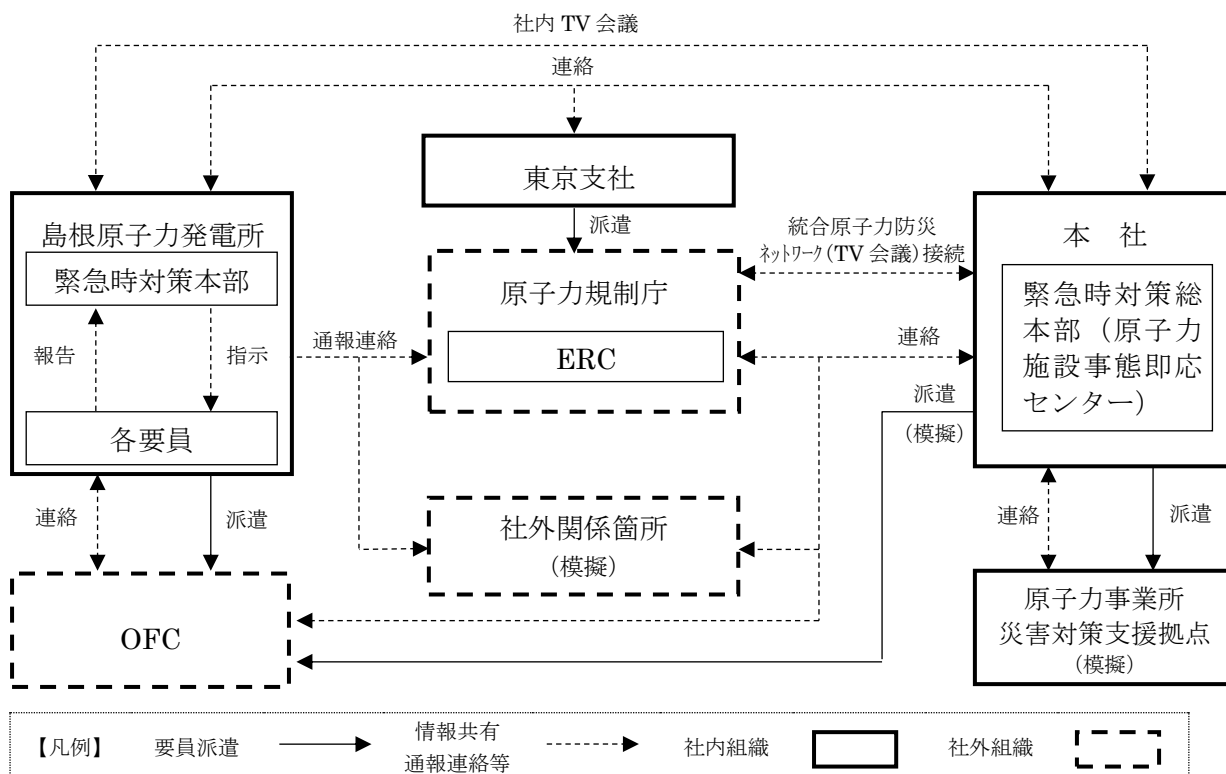 社内 TV 会議
連絡
東京支社
派遣
島根原子力発電所
緊急時対策本部
報告
指示
各要員
通報連絡
原子力規制庁
ERC
統合原子力防災
ネットワーク(TV 会議)接続
連絡
派遣
(模擬)
本　社
緊急時対策総
本部（原子力
施設事態即応
センター）
連絡
派遣
社外関係箇所
(模擬)
連絡
派遣
OFC
原子力事業所
災害対策支援拠点
(模擬)
【凡例】 要員派遣 情報共有 社内組織 社外組織
通報連絡等